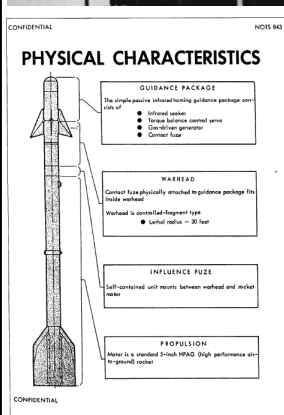 CONFIDENTIAL
NOTS 843
PHYSICAL CHARACTERISTICS
GUIDANCE PACKAGE
The simple passive infrared homing guidance package con-
sists of
● Infrared seeker
● Torque balance control servo
● Gas-driven generator
● Contact fuze
WARHEAD
Contact fuze physically attached to guidance package fits
inside warhead
Warhead is controlled-fragment type
● Lethal radius — 30 feet
INFLUENCE FUZE
Self-contained unit mounts between warhead and rocket
motor
PROPULSION
Motor is a standard 5-inch HPAG (high performance air-
to-ground) rocket
CONFIDENTIAL